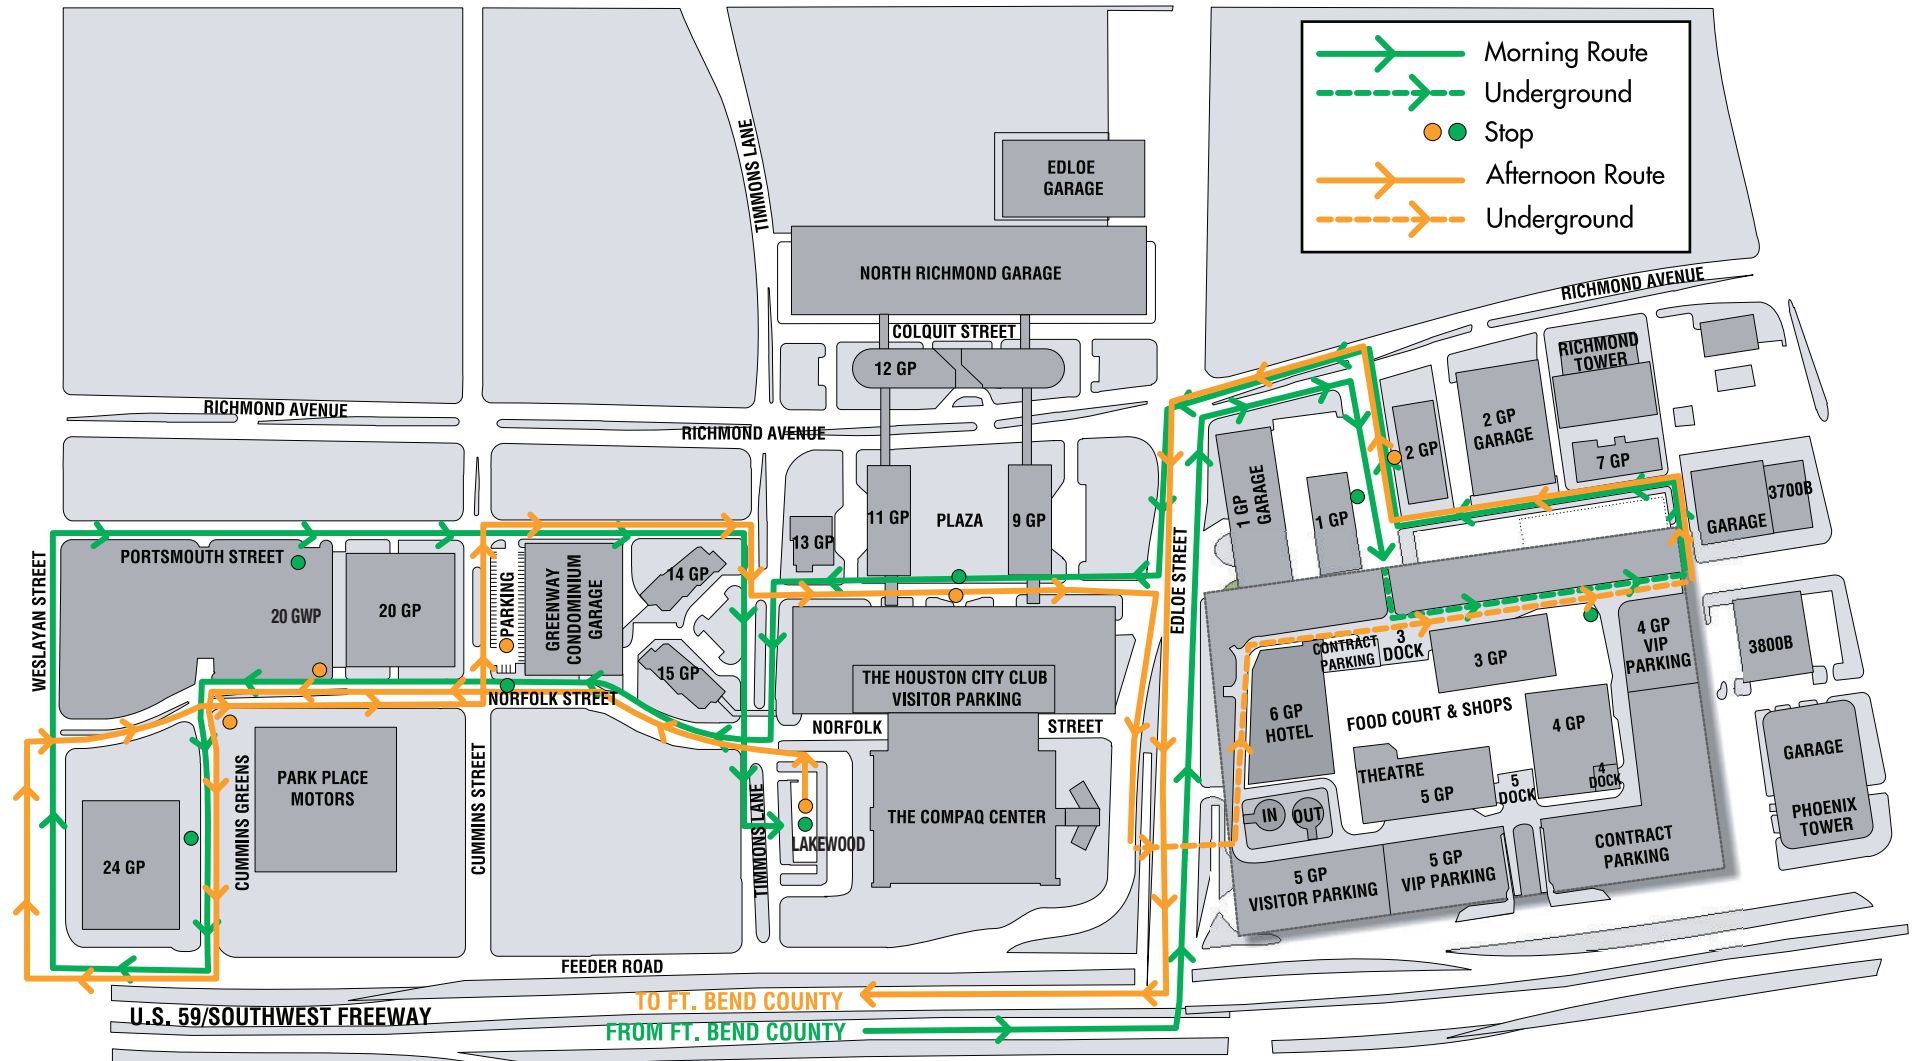 Morning Route
Underground
Stop
Afternoon Route
Underground
TIMMONS LANE
EDLOE
GARAGE
NORTH RICHMOND GARAGE
COLQUIT STREET
12 GP
RICHMOND AVENUE
RICHMOND AVENUE
RICHMOND AVENUE
RICHMOND
TOWER
2 GP
GARAGE
2 GP
7 GP
3700B
GARAGE
1 GP
GARAGE
1 GP
11 GP
PLAZA
9 GP
13 GP
14 GP
15 GP
WESLAYAN STREET
PORTSMOUTH STREET
20 GWP
20 GP
PARKING
GREENWAY
CONDOMINIUM
GARAGE
EDLOE STREET
THE HOUSTON CITY CLUB
VISITOR PARKING
NORFOLK STREET
NORFOLK
STREET
CONTRACT
PARKING
3
DOCK
3 GP
4 GP
VIP
PARKING
3800B
6 GP
HOTEL
FOOD COURT & SHOPS
4 GP
THEATRE
5 GP
5
DOCK
4
DOCK
IN
OUT
GARAGE
PHOENIX
TOWER
CONTRACT
PARKING
5 GP
VISITOR PARKING
5 GP
VIP PARKING
PARK PLACE
MOTORS
CUMMINS GREENS
CUMMINS STREET
24 GP
TIMMONS LANE
LAKEWOOD
THE COMPAQ CENTER
FEEDER ROAD
TO FT. BEND COUNTY
U.S. 59/SOUTHWEST FREEWAY
FROM FT. BEND COUNTY